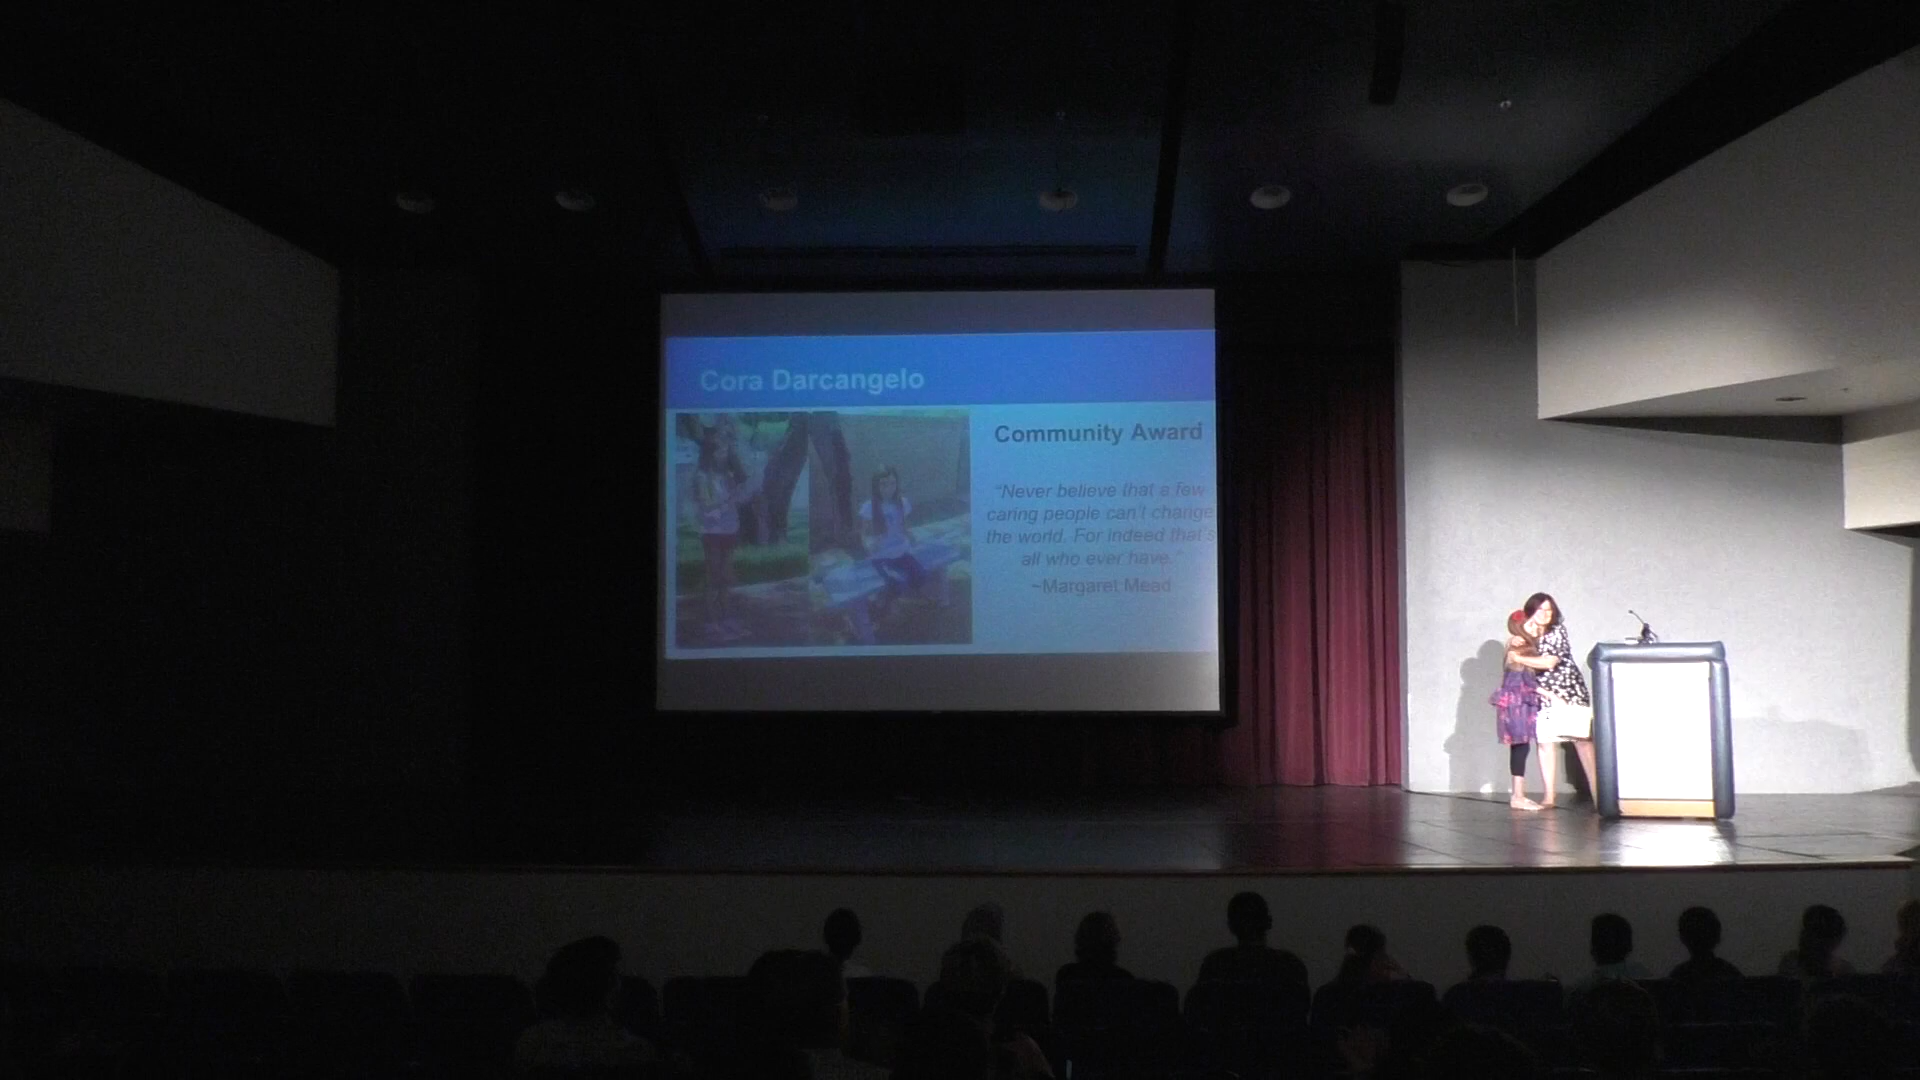 Cora Darcangelo
Community Award
"Never believe that a few
caring people can't change
the world. For indeed that's
all who ever have."
~Margaret Mead